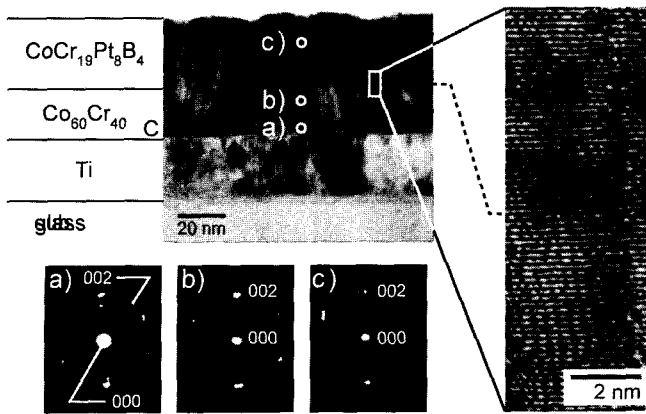 CoCr₁₉Pt₈B₄
Co₆₀Cr₄₀
C
Ti
glass
c)
b)
a)
20 nm
a) 002
000
b) 002
000
c) 002
000
2 nm